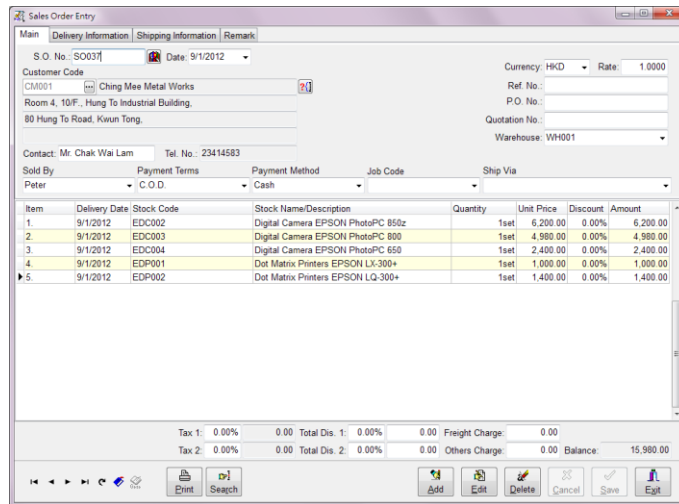 Sales Order Entry
Main Delivery Information Shipping Information Remark
S.O. No.: SO037 Date: 9/1/2012
Currency: HKD Rate: 1.0000
Customer Code
CM001 ... Ching Mee Metal Works ?{}
Ref. No.:
Room 4, 10/F., Hung To Industrial Building,
P.O. No.:
80 Hung To Road, Kwun Tong,
Quotation No.:
Warehouse: WH001
Contact: Mr. Chak Wai Lam Tel. No.: 23414583
Sold By Payment Terms Payment Method Job Code Ship Via
Peter C.O.D. Cash
Item Delivery Date Stock Code Stock Name/Description Quantity Unit Price Discount Amount
1. 9/1/2012 EDC002 Digital Camera EPSON PhotoPC 850z 1set 6,200.00 0.00% 6,200.00
2. 9/1/2012 EDC003 Digital Camera EPSON PhotoPC 800 1set 4,980.00 0.00% 4,980.00
3. 9/1/2012 EDC004 Digital Camera EPSON PhotoPC 650 1set 2,400.00 0.00% 2,400.00
4. 9/1/2012 EDP001 Dot Matrix Printers EPSON LX-300+ 1set 1,000.00 0.00% 1,000.00
5. 9/1/2012 EDP002 Dot Matrix Printers EPSON LQ-300+ 1set 1,400.00 0.00% 1,400.00
Tax 1: 0.00% 0.00 Total Dis. 1: 0.00% 0.00 Freight Charge: 0.00
Tax 2: 0.00% 0.00 Total Dis. 2: 0.00% 0.00 Others Charge: 0.00 Balance: 15,980.00
Print Search Add Edit Delete Cancel Save Exit